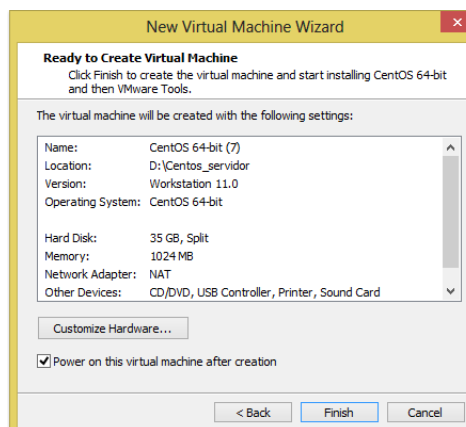 New Virtual Machine Wizard
Ready to Create Virtual Machine
Click Finish to create the virtual machine and start installing CentOS 64-bit
and then VMware Tools.
The virtual machine will be created with the following settings:
Name: CentOS 64-bit (7)
Location: D:\Centos_servidor
Version: Workstation 11.0
Operating System: CentOS 64-bit
Hard Disk: 35 GB, Split
Memory: 1024 MB
Network Adapter: NAT
Other Devices: CD/DVD, USB Controller, Printer, Sound Card
Customize Hardware...
Power on this virtual machine after creation
< Back Finish Cancel